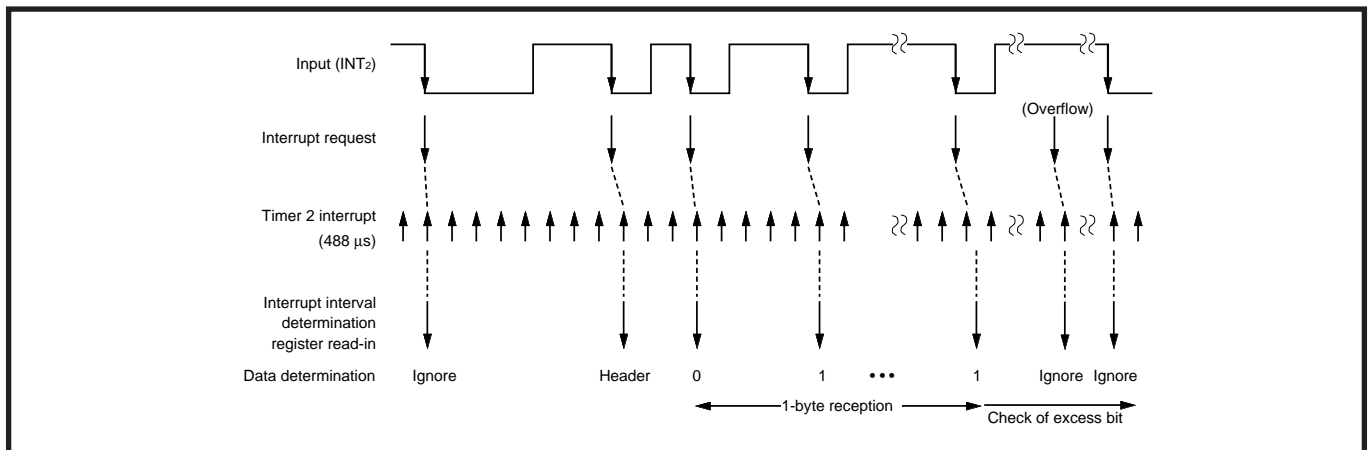 Input (INT2)
(Overflow)
Interrupt request
Timer 2 interrupt
(488 µs)
Interrupt interval
determination
register read-in
Data determination Ignore Header 0 1 ••• 1 Ignore Ignore
1-byte reception
Check of excess bit